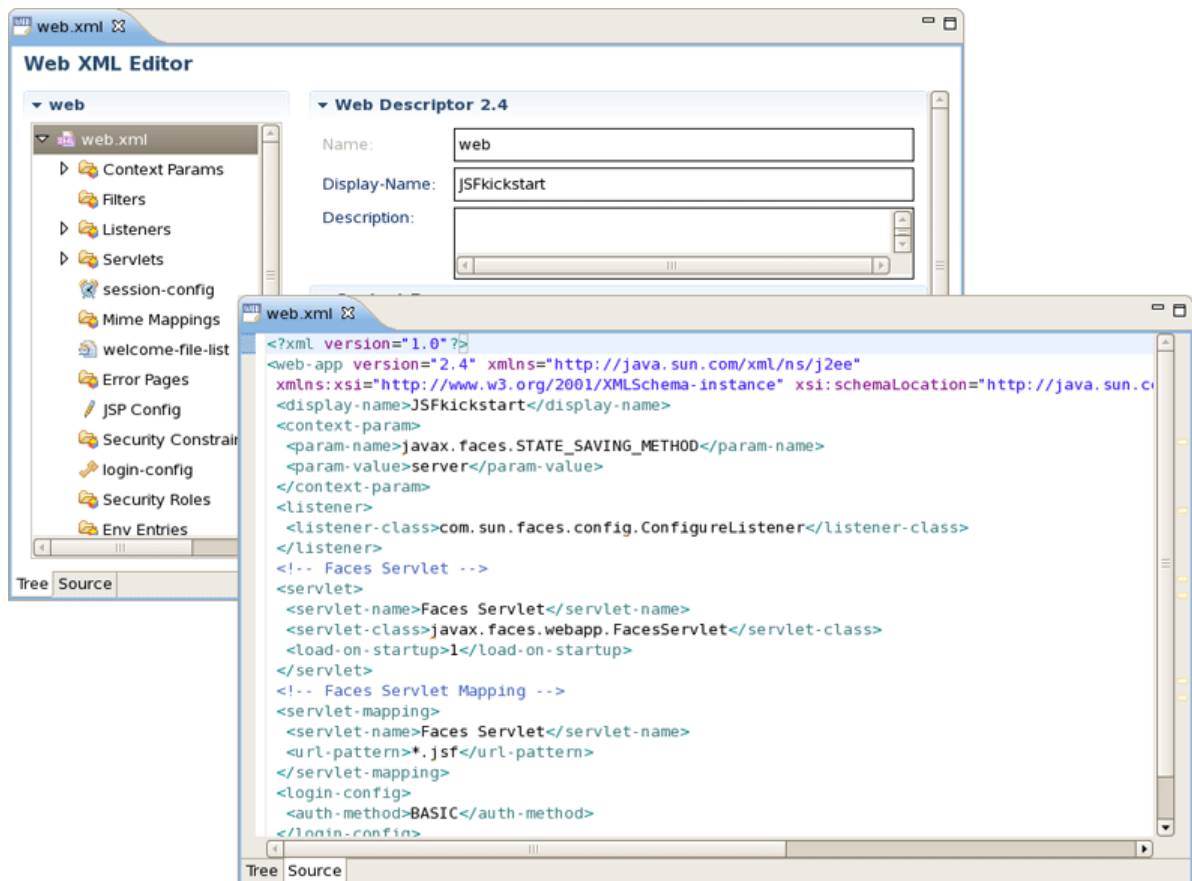 web.xml
Web XML Editor
web
web.xml
Context Params
Filters
Listeners
Servlets
session-config
Mime Mappings
welcome-file-list
Error Pages
JSP Config
Security Constrain
login-config
Security Roles
Env Entries
Tree Source
Web Descriptor 2.4
Name: web
Display-Name: JSFkickstart
Description:
web.xml
<?xml version="1.0"?>
<web-app version="2.4" xmlns="http://java.sun.com/xml/ns/j2ee"
xmlns:xsi="http://www.w3.org/2001/XMLSchema-instance" xsi:schemaLocation="http://java.sun.c
<display-name>JSFkickstart</display-name>
<context-param>
<param-name>javax.faces.STATE_SAVING_METHOD</param-name>
<param-value>server</param-value>
</context-param>
<listener>
<listener-class>com.sun.faces.config.ConfigureListener</listener-class>
</listener>
<!-- Faces Servlet -->
<servlet>
<servlet-name>Faces Servlet</servlet-name>
<servlet-class>javax.faces.webapp.FacesServlet</servlet-class>
<load-on-startup>1</load-on-startup>
</servlet>
<!-- Faces Servlet Mapping -->
<servlet-mapping>
<servlet-name>Faces Servlet</servlet-name>
<url-pattern>*.jsf</url-pattern>
</servlet-mapping>
<login-config>
<auth-method>BASIC</auth-method>
</login-config>
Tree Source